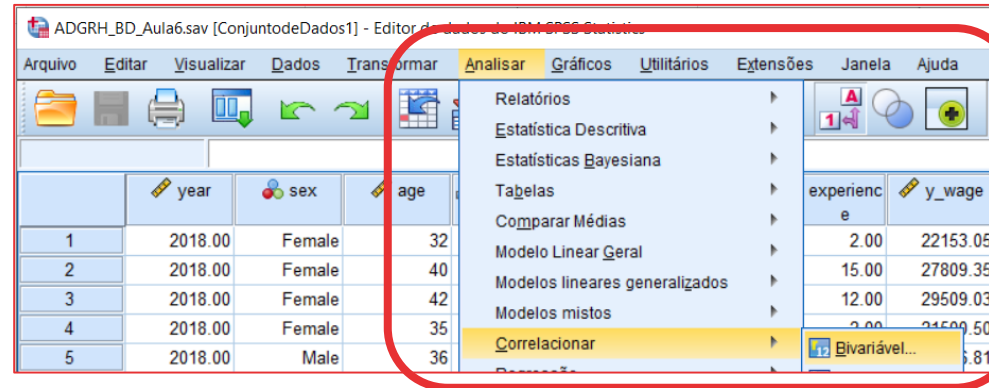 ADGRH_BD_Aula6.sav [ConjuntodeDados1] - Editor de dados do IBM SPSS Statistics
Arquivo Editar Visualizar Dados Transformar Analisar Gráficos Utilitários Extensões Janela Ajuda
Relatórios
Estatística Descritiva
Estatísticas Bayesiana
Tabelas
Comparar Médias
Modelo Linear Geral
Modelos lineares generalizados
Modelos mistos
Correlacionar
Bivariável...
year sex age experienc e y_wage
1 2018.00 Female 32 2.00 22153.05
2 2018.00 Female 40 15.00 27809.35
3 2018.00 Female 42 12.00 29509.03
4 2018.00 Female 35
5 2018.00 Male 36